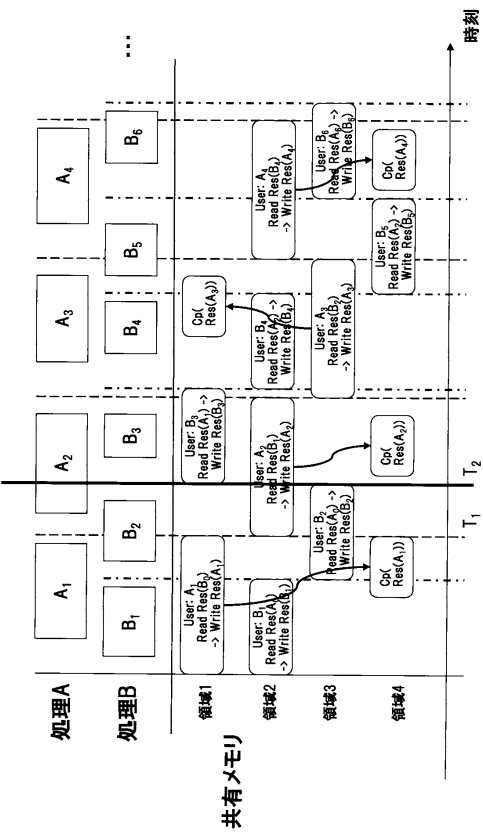 処理A
A₁
A₂
A₃
A₄
処理B
B₁
B₂
B₃
B₄
B₅
B₆
…
共有メモリ
領域1
User: A₁
Read Res(B₀)
-> Write Res(A₁)
User: B₃
Read Res(A₁) ->
Write Res(B₃)
Cp(
Res(A₃))
領域2
User: B₁
Read Res(A₀)
-> Write Res(B₁)
User: A₂
Read Res(B₁)
-> Write Res(A₂)
User: B₄
Read Res(A₂) ->
Write Res(B₄)
User: A₄
Read Res(B₄)
-> Write Res(A₄)
領域3
User: B₂
Read Res(A₀) ->
Write Res(B₂)
User: A₃
Read Res(B₂)
-> Write Res(A₃)
User: B₆
Read Res(A₆) ->
Write Res(B₆)
領域4
Cp(
Res(A₁))
Cp(
Res(A₂))
User: B₅
Read Res(A₂) ->
Write Res(B₅)
Cp(
Res(A₄))
T₁
T₂
時刻